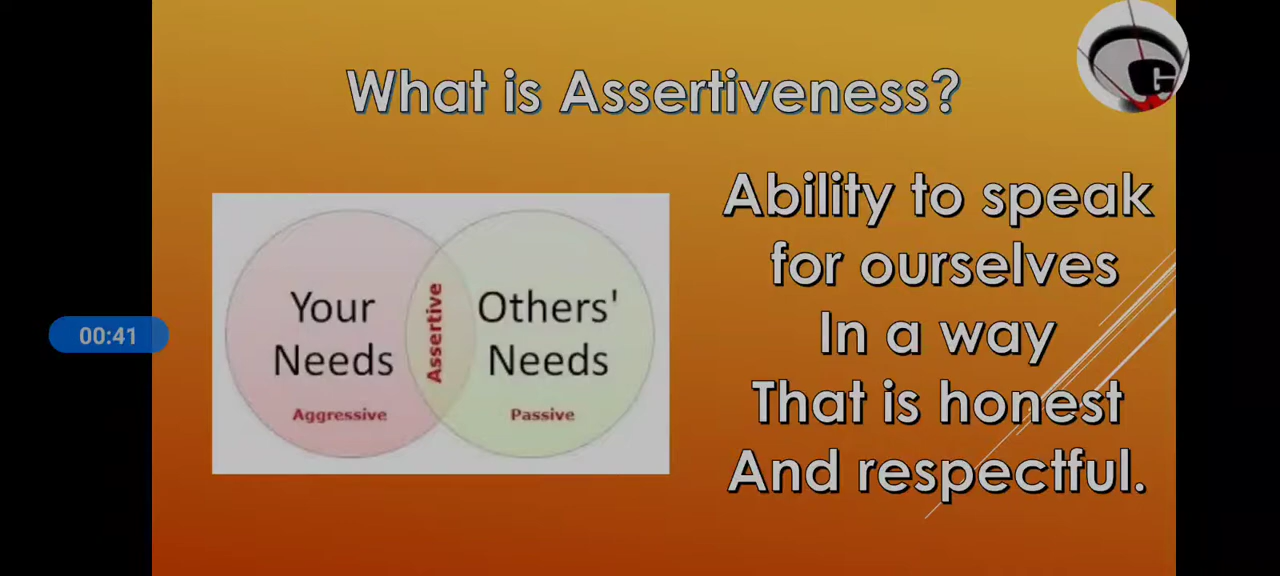 What is Assertiveness?
Ability to speak
for ourselves
In a way
That is honest
And respectful.
Your
Needs
Aggressive
Assertive
Others'
Needs
Passive
00:41
G